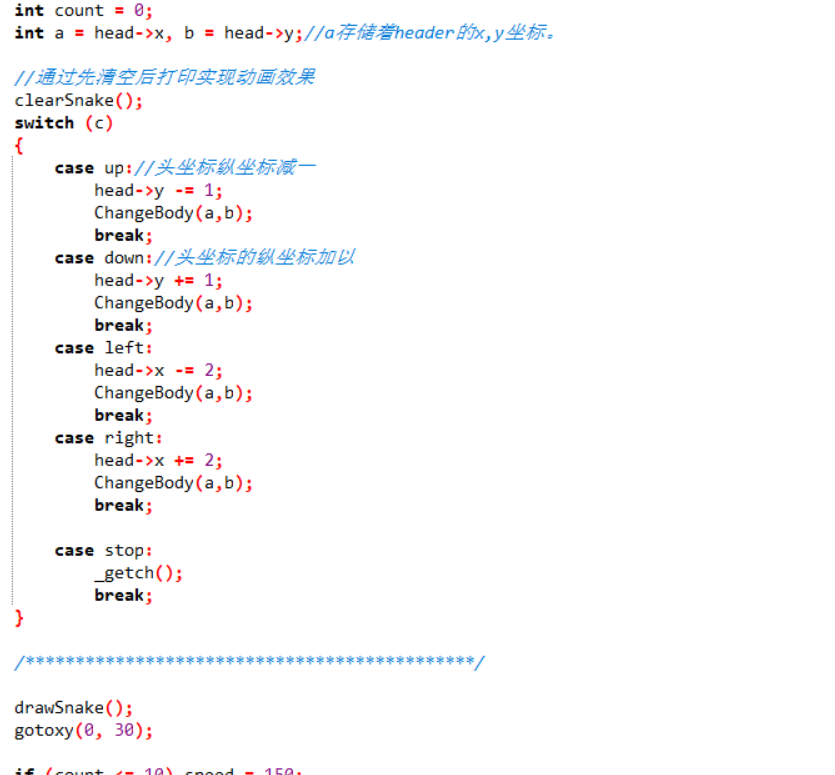 int count = 0;
int a = head->x, b = head->y;//a存储着header的x,y坐标。
//通过先清空后打印实现动画效果
clearSnake();
switch (c)
{
case up://头坐标纵坐标减一
head->y -= 1;
ChangeBody(a,b);
break;
case down://头坐标的纵坐标加以
head->y += 1;
ChangeBody(a,b);
break;
case left:
head->x -= 2;
ChangeBody(a,b);
break;
case right:
head->x += 2;
ChangeBody(a,b);
break;
case stop:
_getch();
break;
}
/*********************************************/
drawSnake();
gotoxy(0, 30);
if (count <= 10) speed = 150;